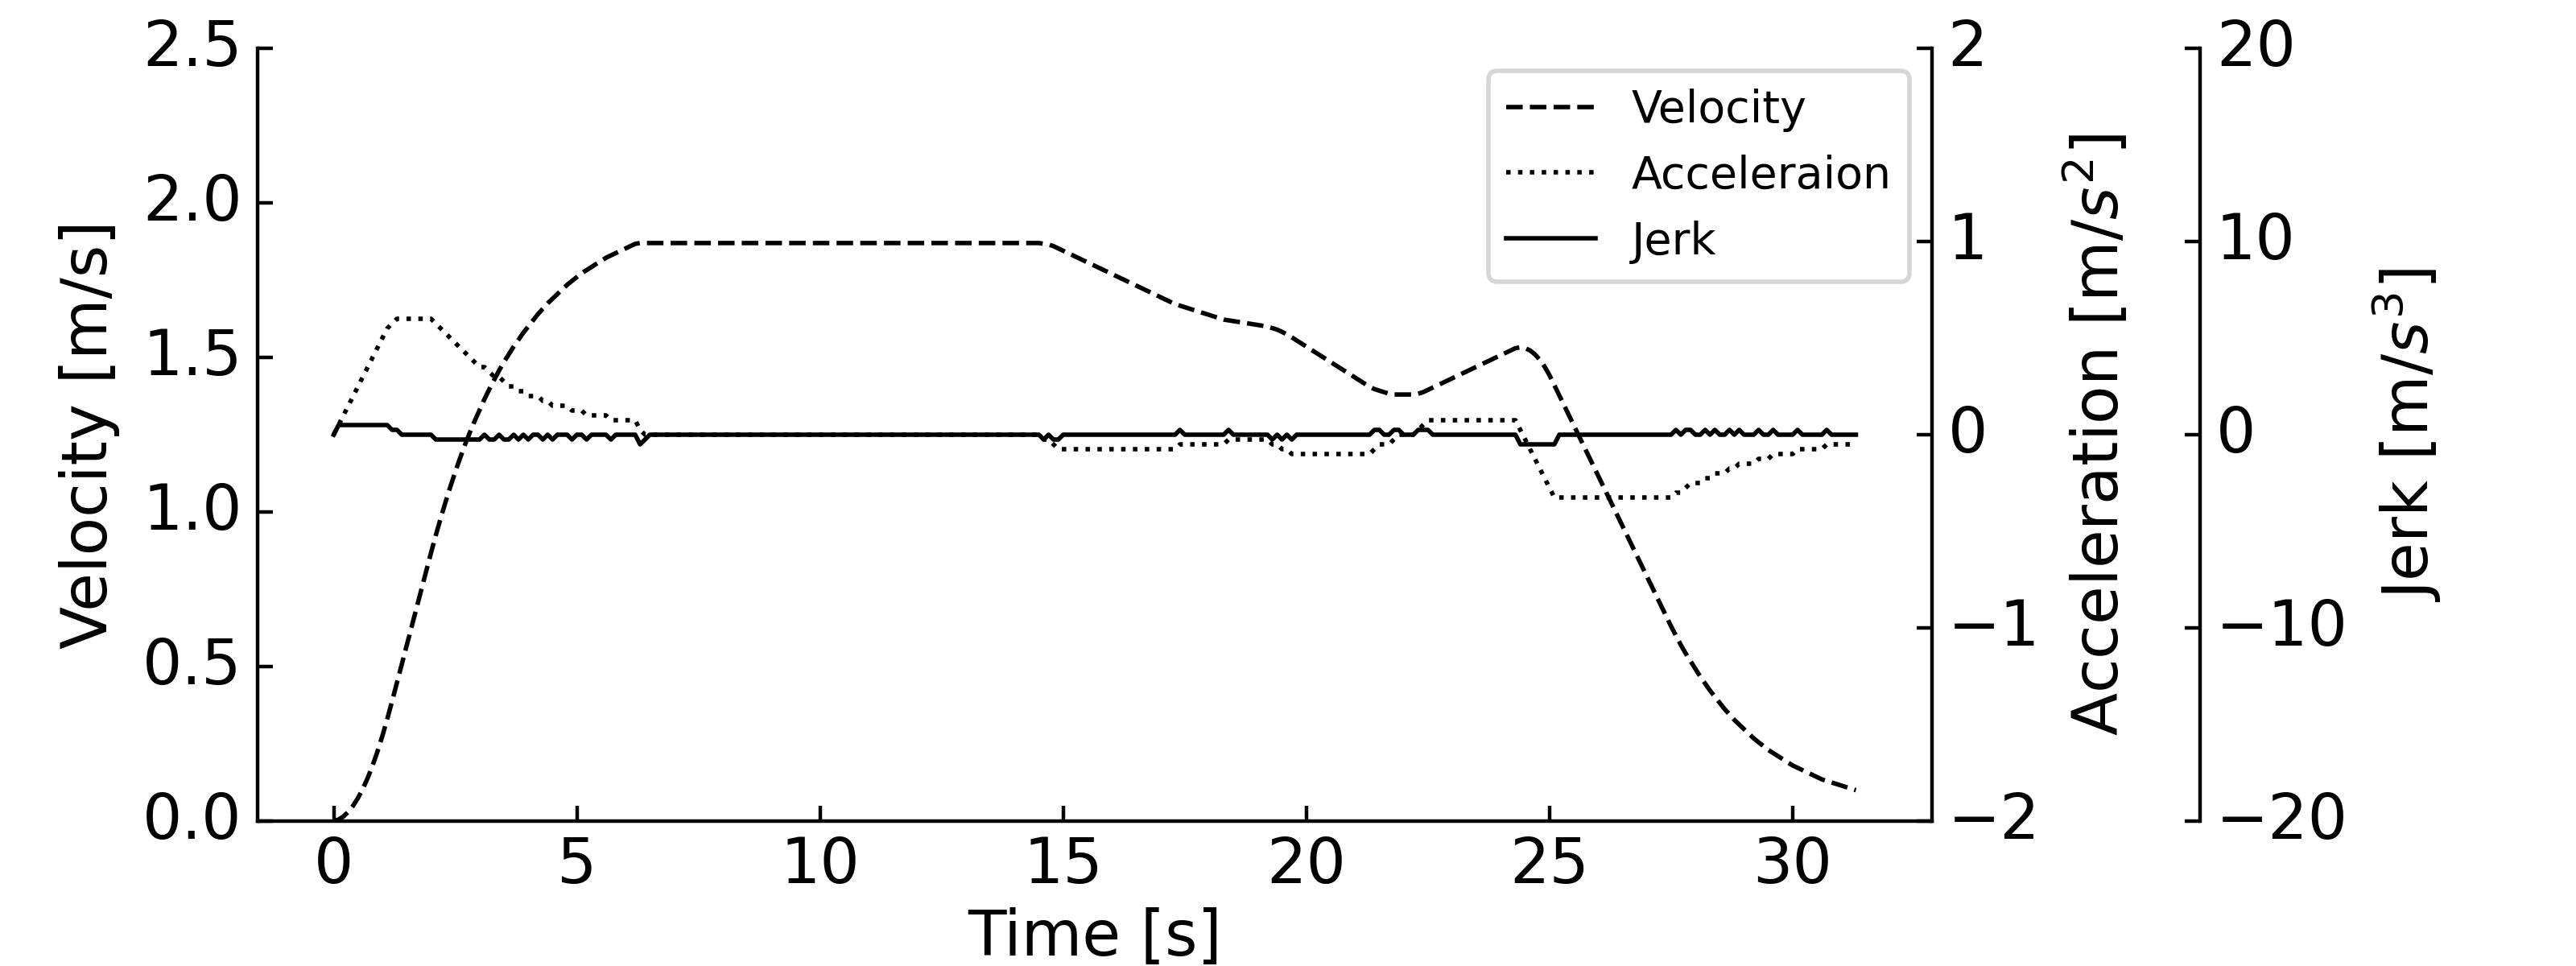 2.5
2.0
1.5
1.0
0.5
0.0
Velocity [m/s]
0 5 10 15 20 25 30
Time [s]
Velocity
Acceleraion
Jerk
2
1
0
−1
−2
Acceleration [m/s²]
20
10
0
−10
−20
Jerk [m/s³]